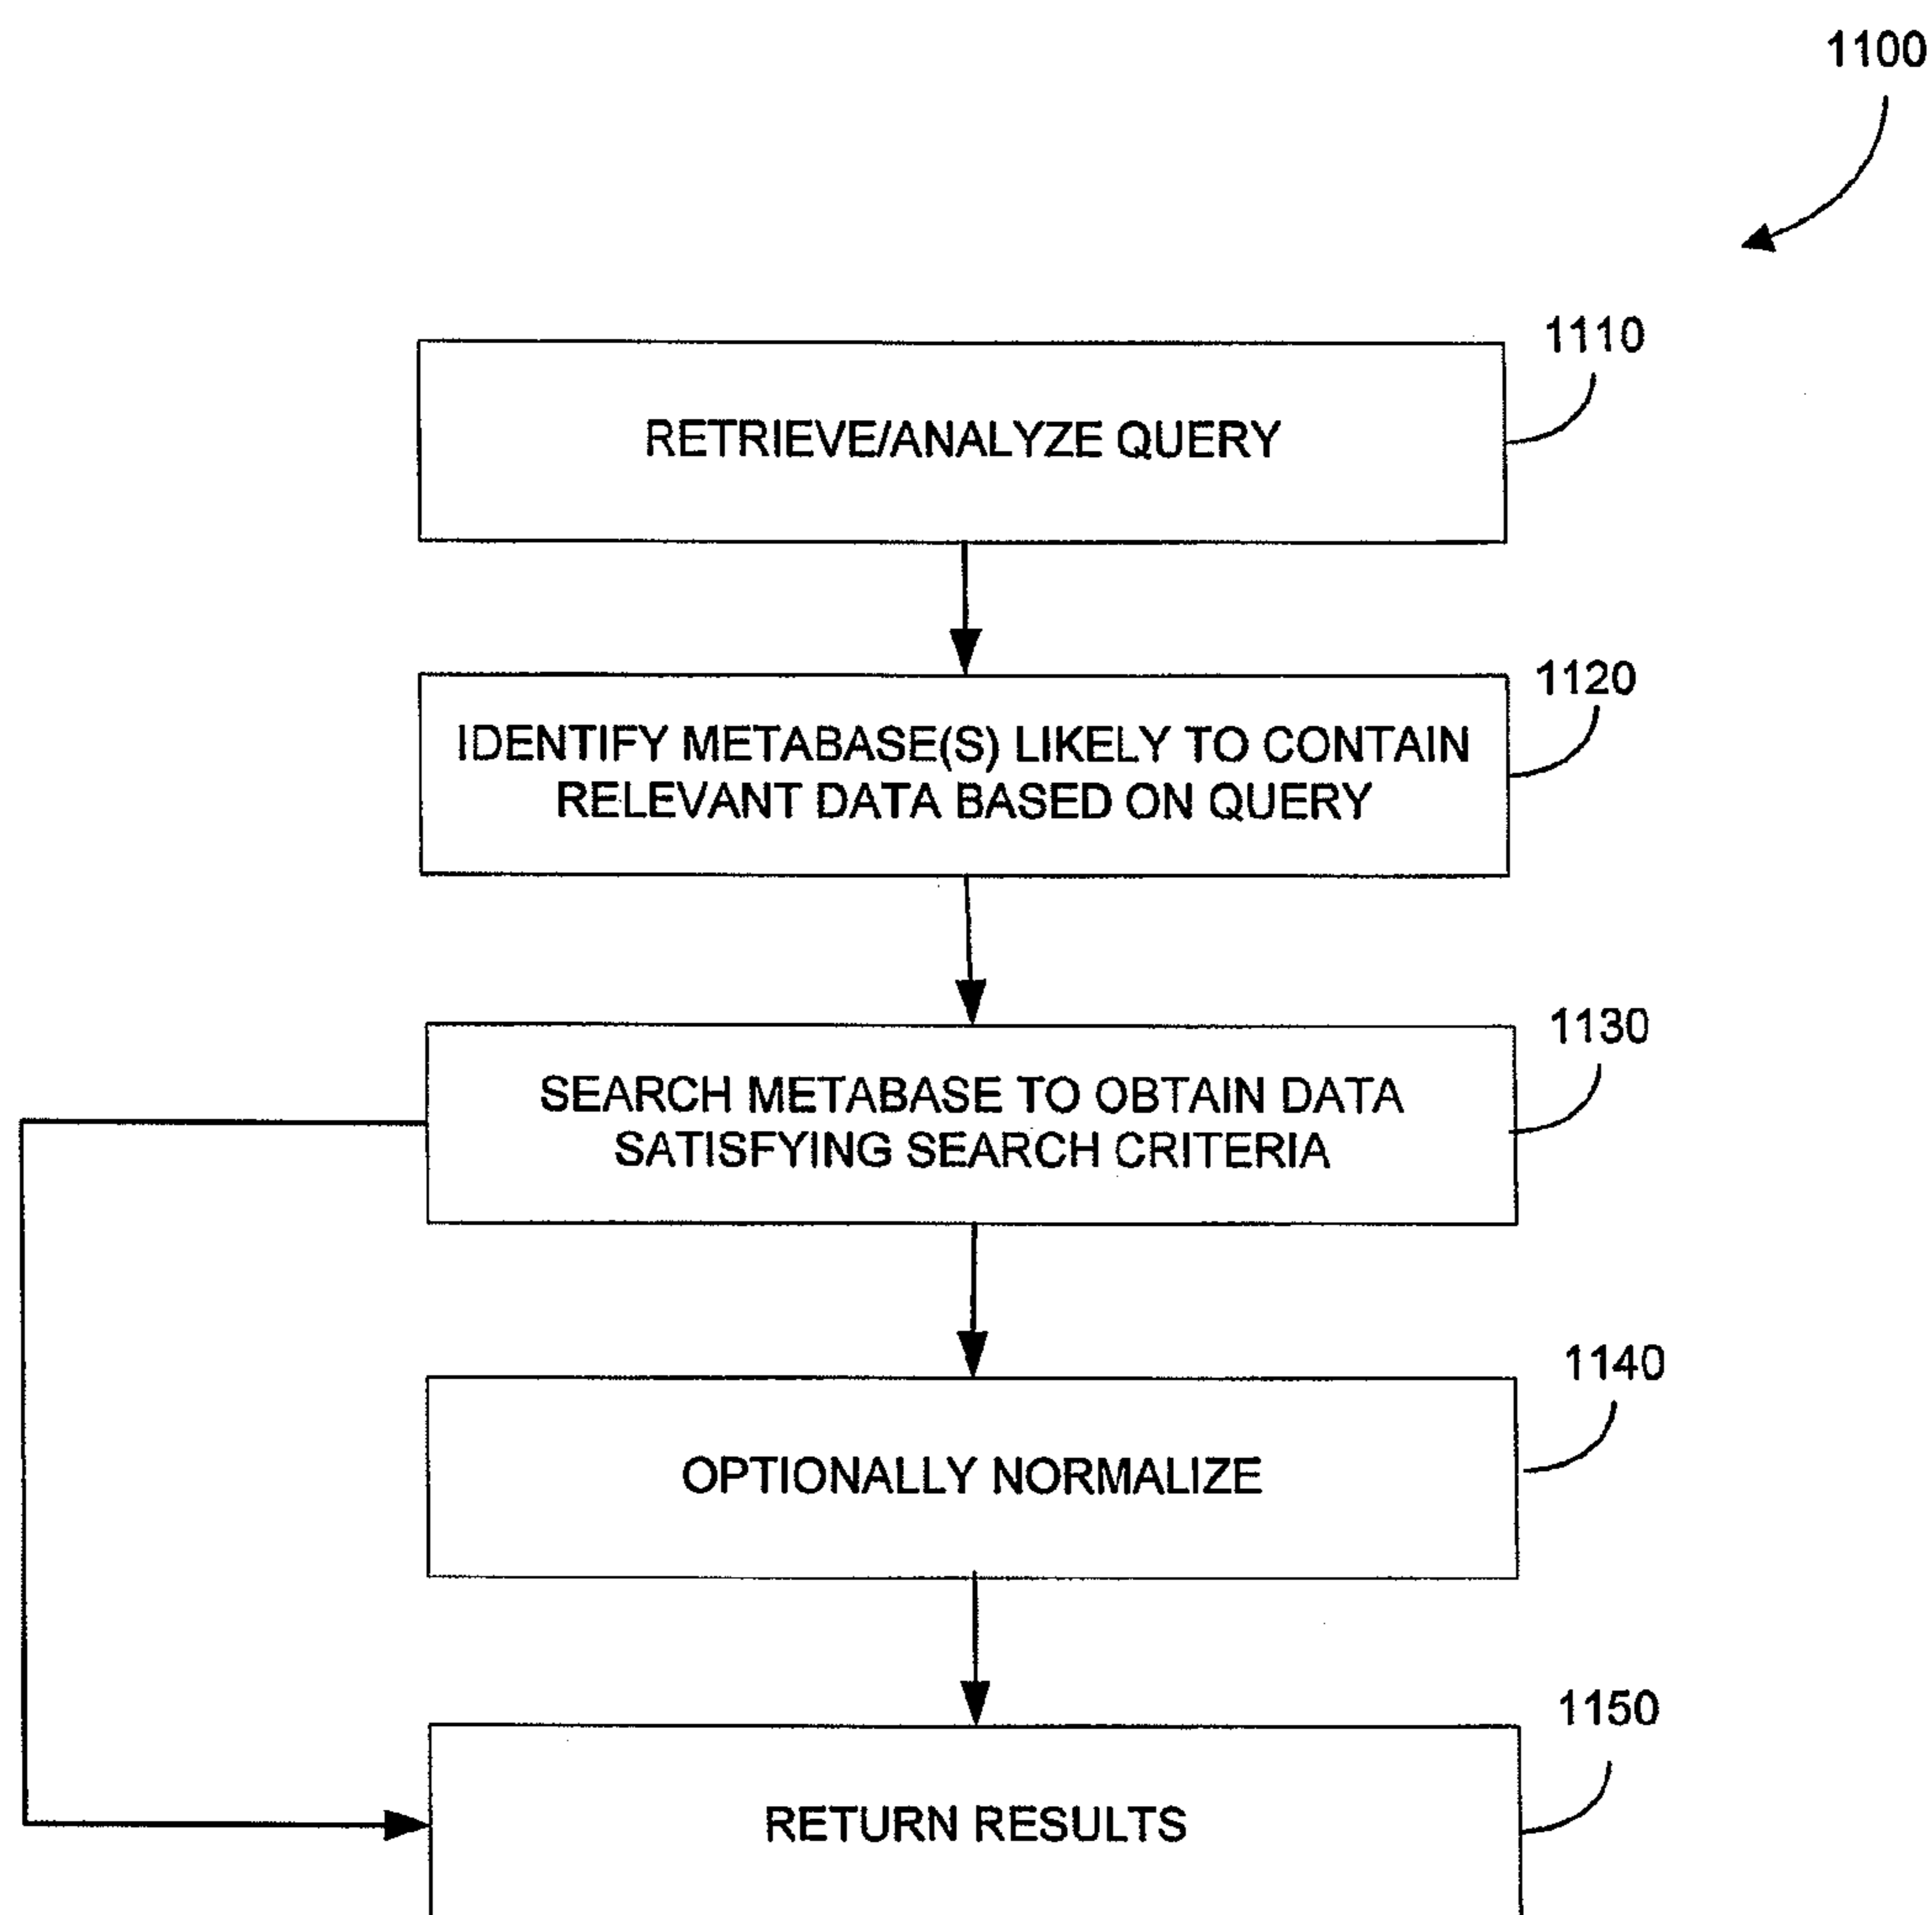 1100
1110
RETRIEVE/ANALYZE QUERY
1120
IDENTIFY METABASE(S) LIKELY TO CONTAIN
RELEVANT DATA BASED ON QUERY
1130
SEARCH METABASE TO OBTAIN DATA
SATISFYING SEARCH CRITERIA
1140
OPTIONALLY NORMALIZE
1150
RETURN RESULTS